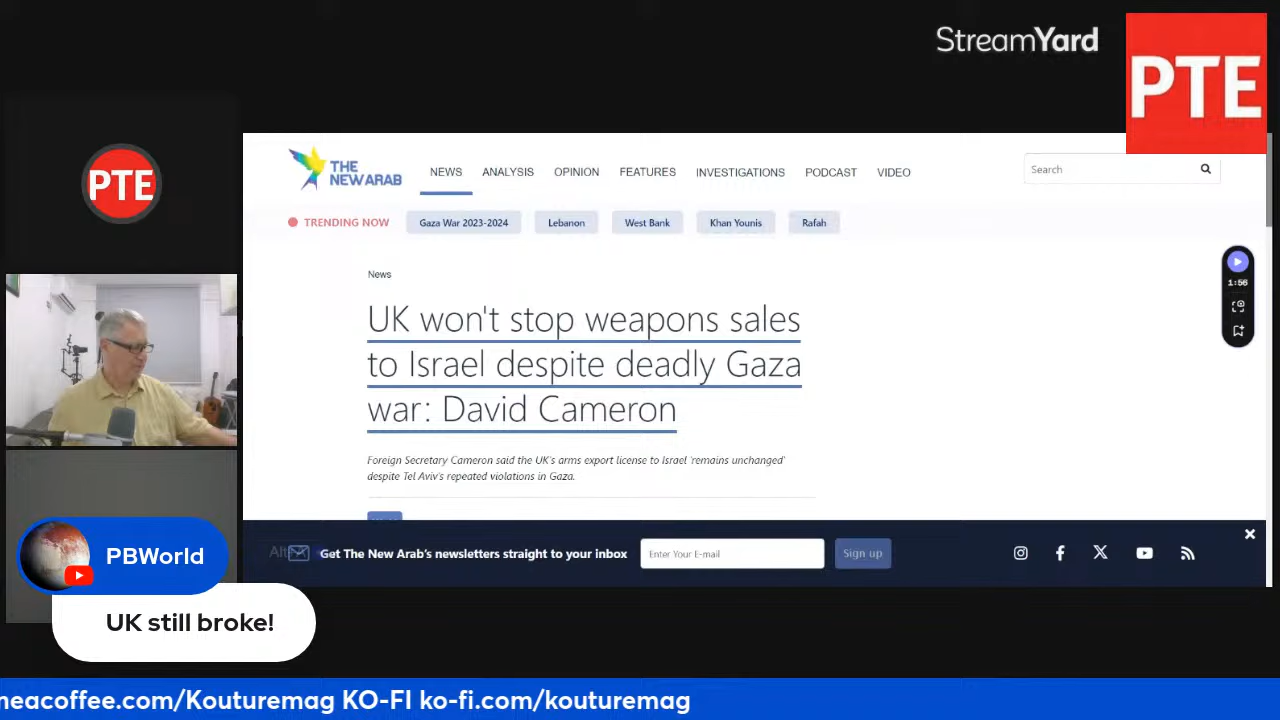 StreamYard
PTE
PTE
THE
NEW ARAB
NEWS ANALYSIS OPINION FEATURES INVESTIGATIONS PODCAST VIDEO
Search
TRENDING NOW Gaza War 2023-2024 Lebanon West Bank Khan Younis Rafah
News
1:56
UK won't stop weapons sales
to Israel despite deadly Gaza
war: David Cameron
Foreign Secretary Cameron said the UK's arms export license to Israel 'remains unchanged'
despite Tel Aviv's repeated violations in Gaza.
Get The New Arab's newsletters straight to your inbox Enter Your E-mail Sign up
PBWorld
UK still broke!
meacoffee.com/Kouturemag KO-FI ko-fi.com/kouturemag